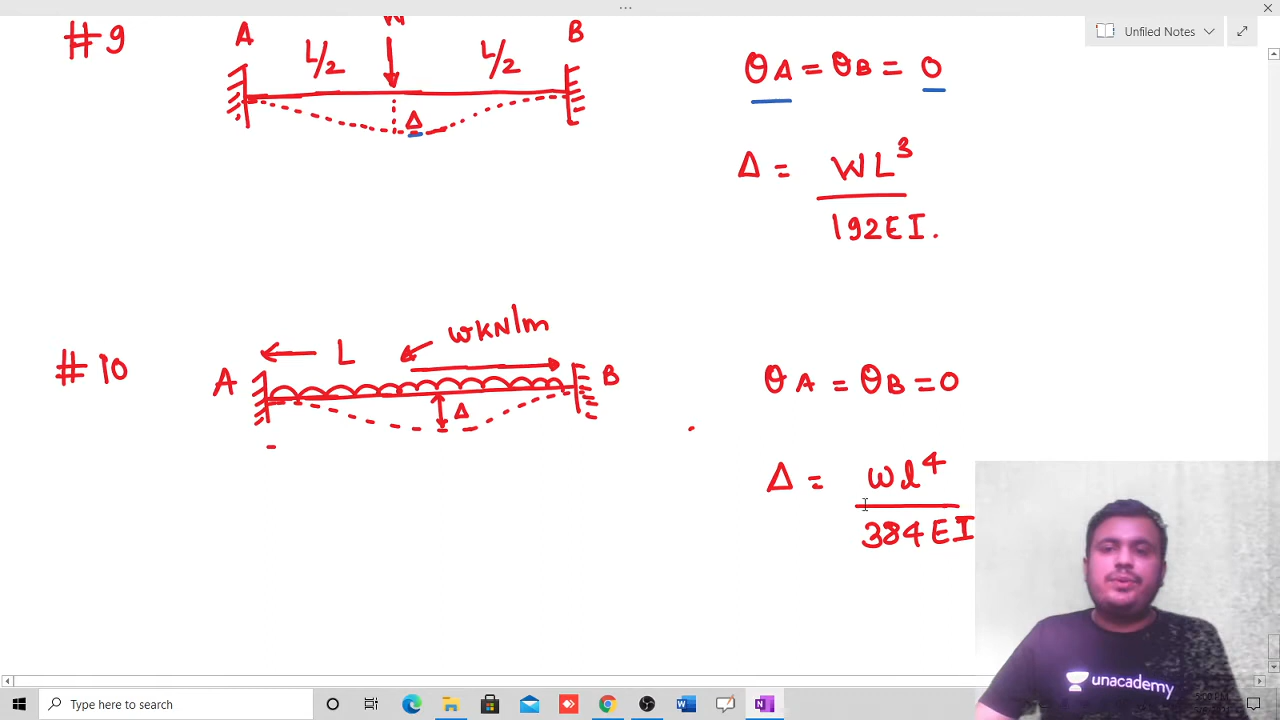 Unfiled Notes
#9
A
B
L/2
L/2
Δ
θA = θB = 0
Δ = WL³
192EI.
#10
A
← L
wkN/m
B
Δ
θA = θB = 0
Δ = wl⁴
384EI
unacademy
Type here to search